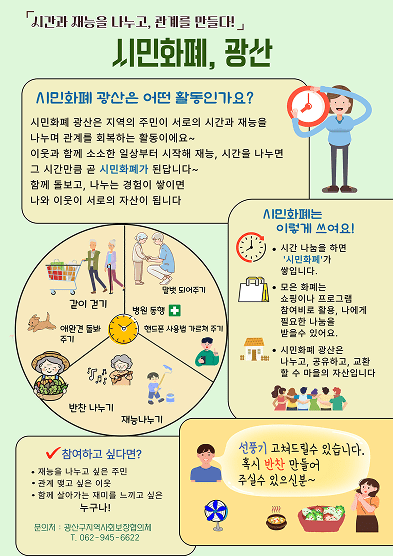 「시간과 재능을 나누고, 관계를 만들다!」
시민화폐, 광산
시민화폐 광산은 어떤 활동인가요?
시민화폐 광산은 지역의 주민이 서로의 시간과 재능을
나누며 관계를 회복하는 활동이에요~
이웃과 함께 소소한 일상부터 시작해 재능, 시간을 나누면
그 시간만큼 곧 시민화폐가 된답니다~
함께 돌보고, 나누는 경험이 쌓이면
나와 이웃이 서로의 자산이 됩니다
시민화폐는
이렇게 쓰여요!
• 시간 나눔을 하면
'시민화폐'가
쌓입니다.
• 모은 화폐는
쇼핑이나 프로그램
참여비로 활용, 나에게
필요한 나눔을
받을수 있어요.
• 시민화폐 광산은
나누고, 공유하고, 교환
할 수 마을의 자산입니다
같이 걷기
말벗 되어주기
병원 동행
애완견 돌봐
주기
핸드폰 사용법 가르쳐 주기
반찬 나누기
재능나누기
참여하고 싶다면?
• 재능을 나누고 싶은 주민
• 관계 맺고 싶은 이웃
• 함께 살아가는 재미를 느끼고 싶은
누구나!
문의처 : 광산구지역사회보장협의체
T. 062-945-6622
선풍기 고쳐드릴수 있습니다.
혹시 반찬 만들어
주실수 있으신분~